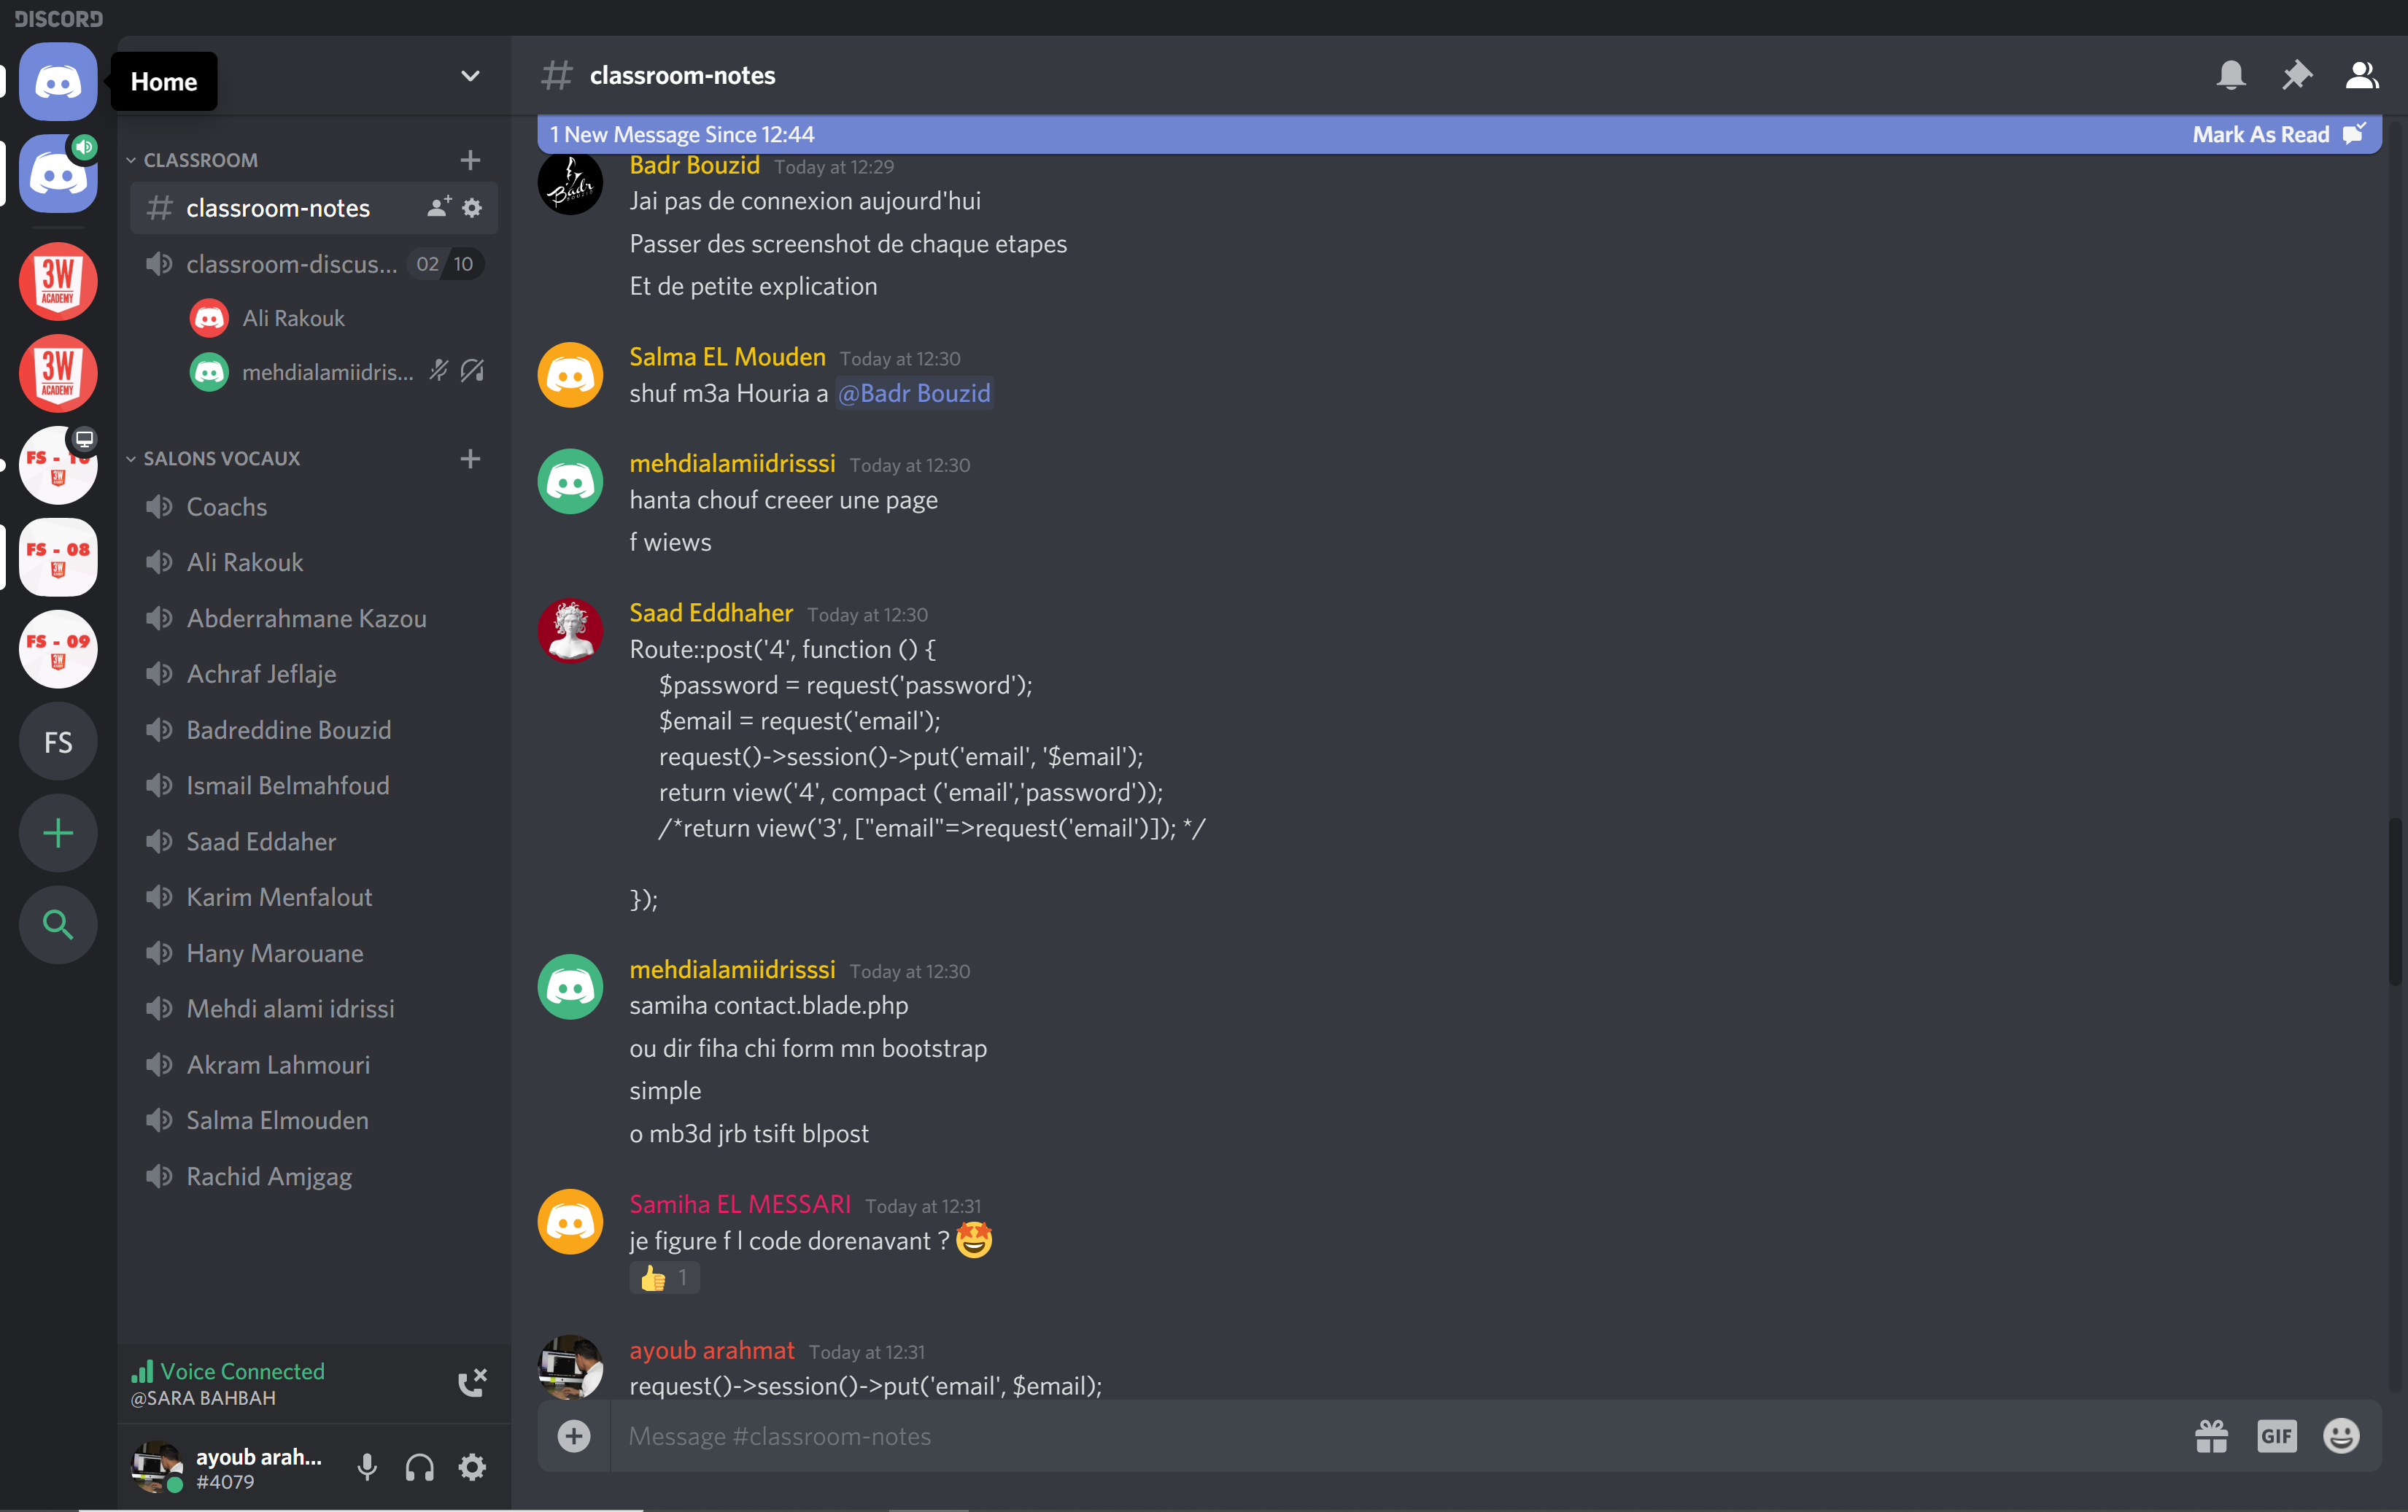 DISCORD
Home
CLASSROOM
classroom-notes
classroom-discus... 02 10
Ali Rakouk
mehdialamiidris...
SALONS VOCAUX
Coachs
Ali Rakouk
Abderrahmane Kazou
Achraf Jeflaje
Badreddine Bouzid
Ismail Belmahfoud
Saad Eddaher
Karim Menfalout
Hany Marouane
Mehdi alami idrissi
Akram Lahmouri
Salma Elmouden
Rachid Amjgag
Voice Connected
@SARA BAHBAH
ayoub arah...
#4079
3W
ACADEMY
3W
ACADEMY
FS -
FS - 08
FS - 09
FS
# classroom-notes
1 New Message Since 12:44 Mark As Read
Badr Bouzid Today at 12:29
Jai pas de connexion aujourd'hui
Passer des screenshot de chaque etapes
Et de petite explication
Salma EL Mouden Today at 12:30
shuf m3a Houria a @Badr Bouzid
mehdialamiidrisssi Today at 12:30
hanta chouf creeer une page
f wiews
Saad Eddhaher Today at 12:30
Route::post('4', function () {
$password = request('password');
$email = request('email');
request()->session()->put('email', '$email');
return view('4', compact ('email','password'));
/*return view('3', ["email"=>request('email')]); */
});
mehdialamiidrisssi Today at 12:30
samiha contact.blade.php
ou dir fiha chi form mn bootstrap
simple
o mb3d jrb tsift blpost
Samiha EL MESSARI Today at 12:31
je figure f l code dorenavant ? 🤩
👍 1
ayoub arahmat Today at 12:31
request()->session()->put('email', $email);
Message #classroom-notes
GIF